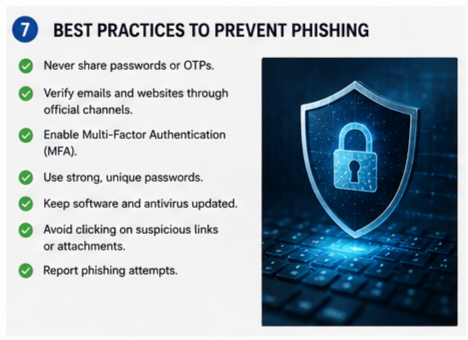 7 BEST PRACTICES TO PREVENT PHISHING
Never share passwords or OTPs.
Verify emails and websites through
official channels.
Enable Multi-Factor Authentication
(MFA).
Use strong, unique passwords.
Keep software and antivirus updated.
Avoid clicking on suspicious links
or attachments.
Report phishing attempts.